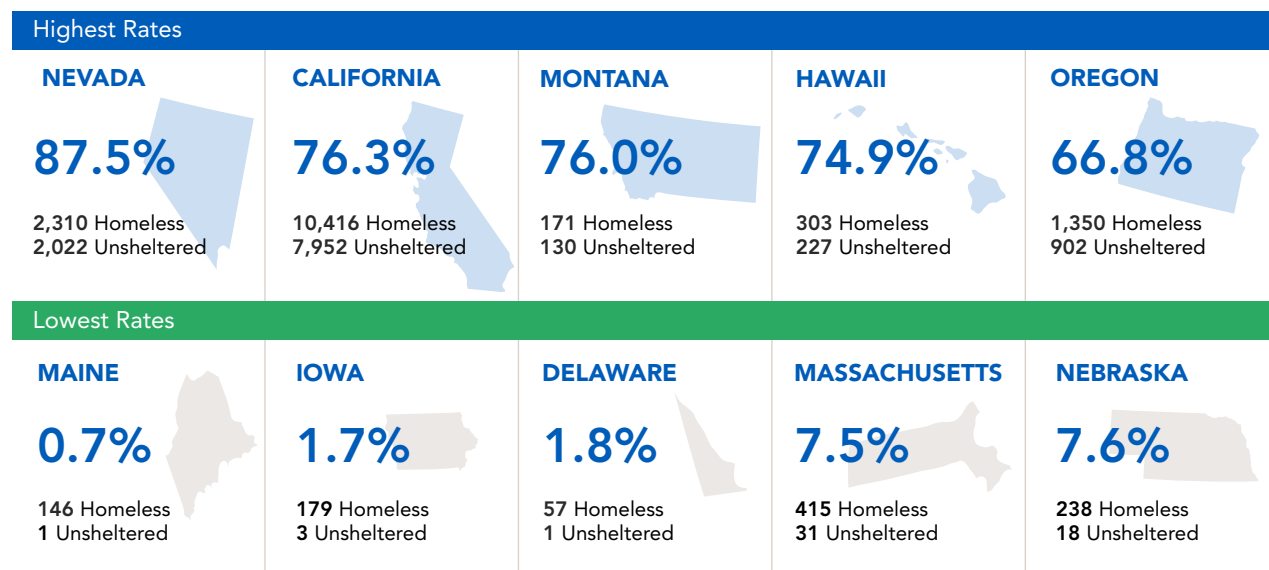 Highest Rates
NEVADA
87.5%
2,310 Homeless
2,022 Unsheltered
CALIFORNIA
76.3%
10,416 Homeless
7,952 Unsheltered
MONTANA
76.0%
171 Homeless
130 Unsheltered
HAWAII
74.9%
303 Homeless
227 Unsheltered
OREGON
66.8%
1,350 Homeless
902 Unsheltered
Lowest Rates
MAINE
0.7%
146 Homeless
1 Unsheltered
IOWA
1.7%
179 Homeless
3 Unsheltered
DELAWARE
1.8%
57 Homeless
1 Unsheltered
MASSACHUSETTS
7.5%
415 Homeless
31 Unsheltered
NEBRASKA
7.6%
238 Homeless
18 Unsheltered